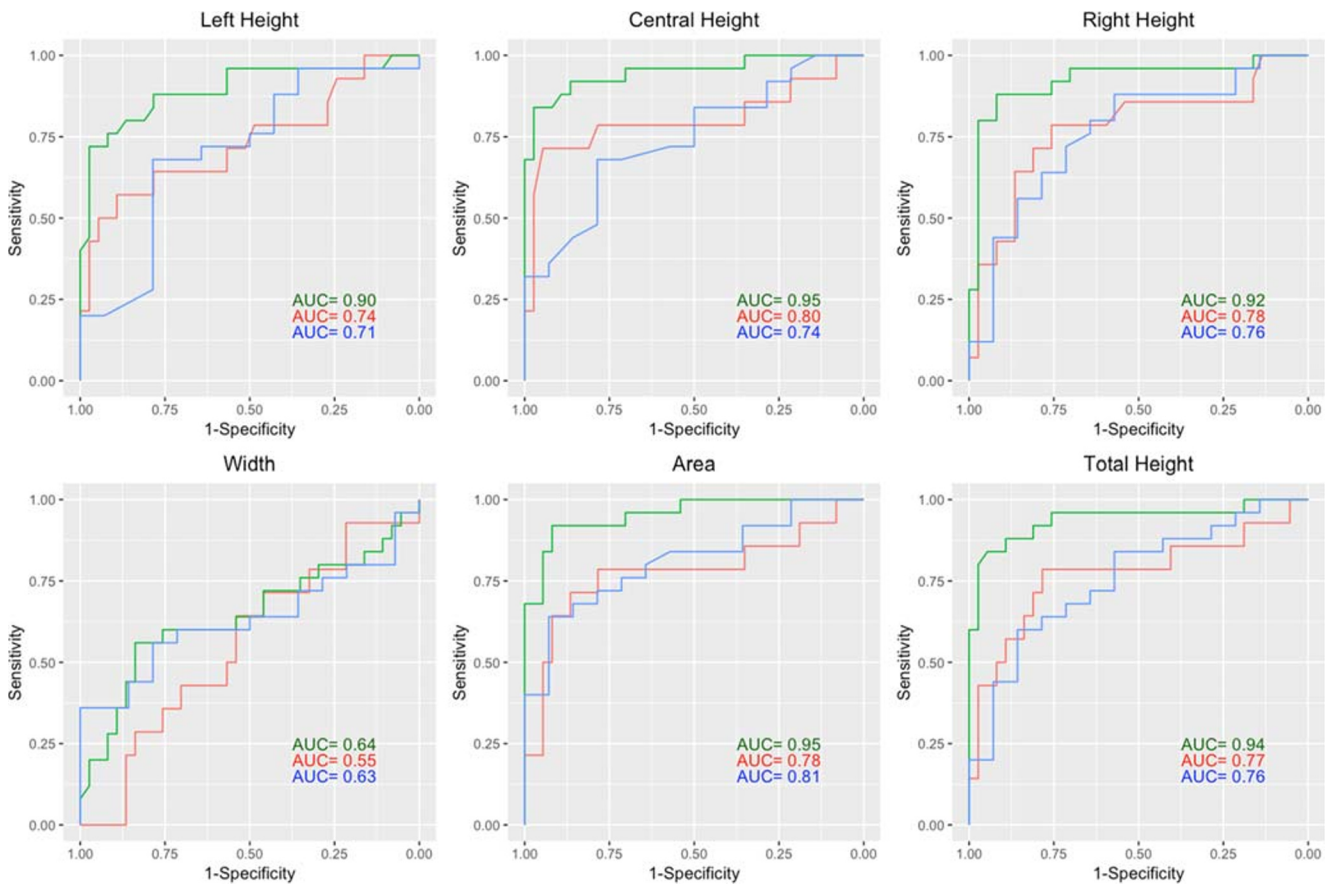 Left Height
Sensitivity
1.00
0.75
0.50
0.25
0.00
AUC= 0.90
AUC= 0.74
AUC= 0.71
1.00 0.75 0.50 0.25 0.00
1-Specificity
Central Height
Sensitivity
1.00
0.75
0.50
0.25
0.00
AUC= 0.95
AUC= 0.80
AUC= 0.74
1.00 0.75 0.50 0.25 0.00
1-Specificity
Right Height
Sensitivity
1.00
0.75
0.50
0.25
0.00
AUC= 0.92
AUC= 0.78
AUC= 0.76
1.00 0.75 0.50 0.25 0.00
1-Specificity
Width
Sensitivity
1.00
0.75
0.50
0.25
0.00
AUC= 0.64
AUC= 0.55
AUC= 0.63
1.00 0.75 0.50 0.25 0.00
1-Specificity
Area
Sensitivity
1.00
0.75
0.50
0.25
0.00
AUC= 0.95
AUC= 0.78
AUC= 0.81
1.00 0.75 0.50 0.25 0.00
1-Specificity
Total Height
Sensitivity
1.00
0.75
0.50
0.25
0.00
AUC= 0.94
AUC= 0.77
AUC= 0.76
1.00 0.75 0.50 0.25 0.00
1-Specificity